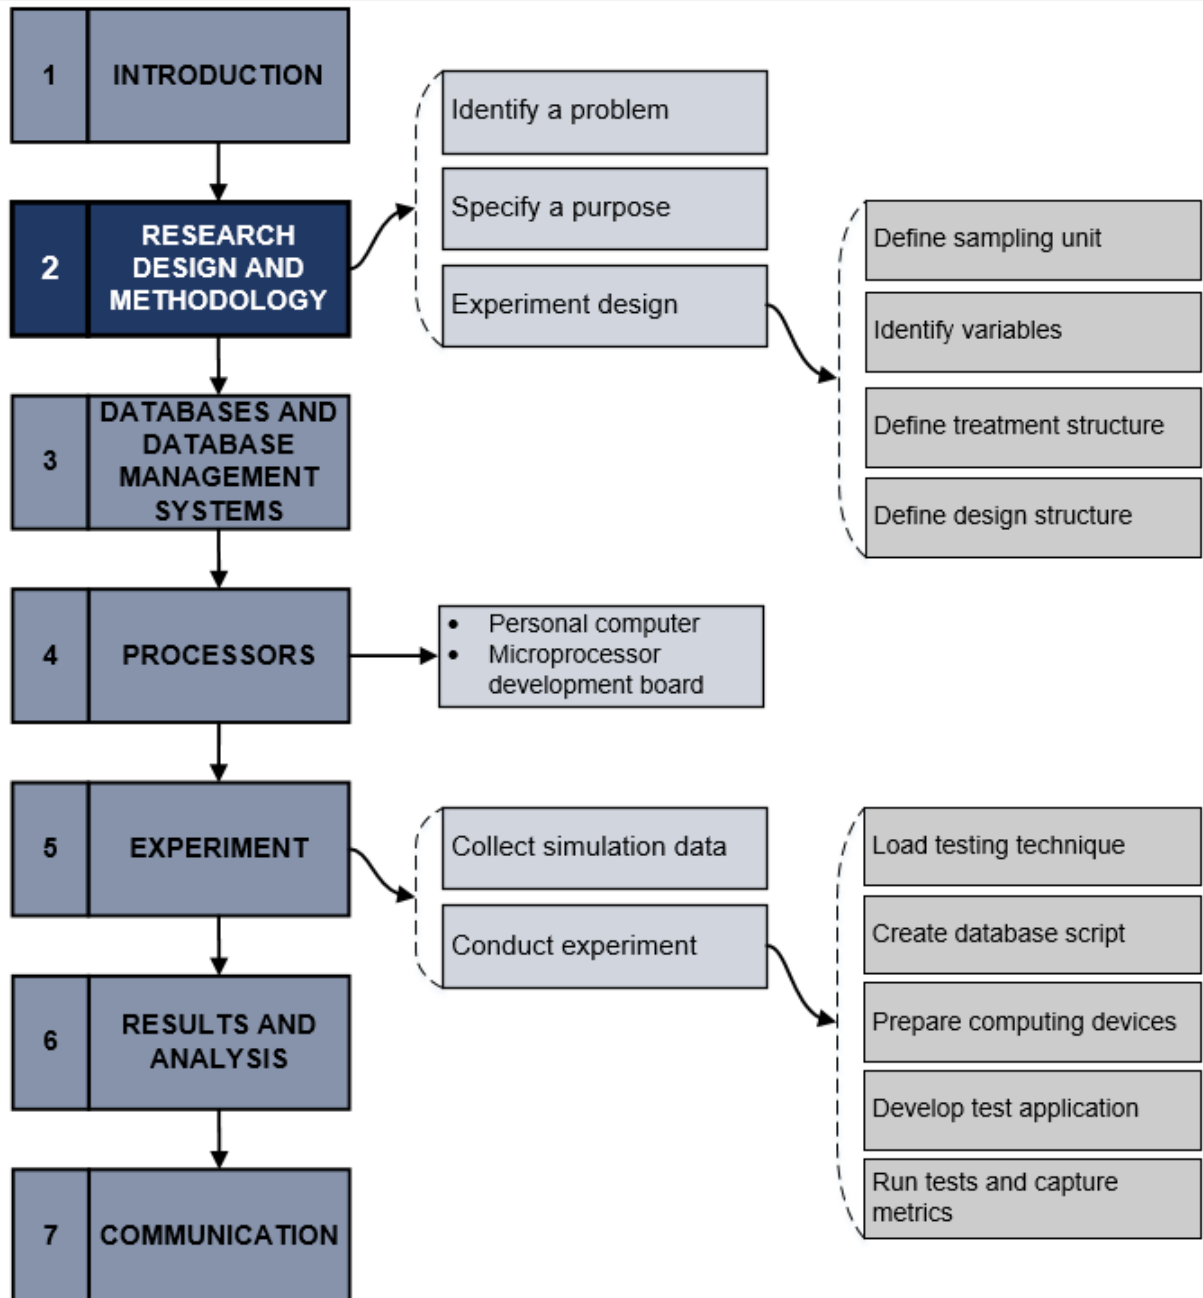 1
INTRODUCTION
Identify a problem
Specify a purpose
Experiment design
2
RESEARCH
DESIGN AND
METHODOLOGY
Define sampling unit
Identify variables
Define treatment structure
Define design structure
3
DATABASES AND
DATABASE
MANAGEMENT
SYSTEMS
4
PROCESSORS
• Personal computer
• Microprocessor
development board
5
EXPERIMENT
Collect simulation data
Conduct experiment
Load testing technique
Create database script
Prepare computing devices
Develop test application
Run tests and capture
metrics
6
RESULTS AND
ANALYSIS
7
COMMUNICATION